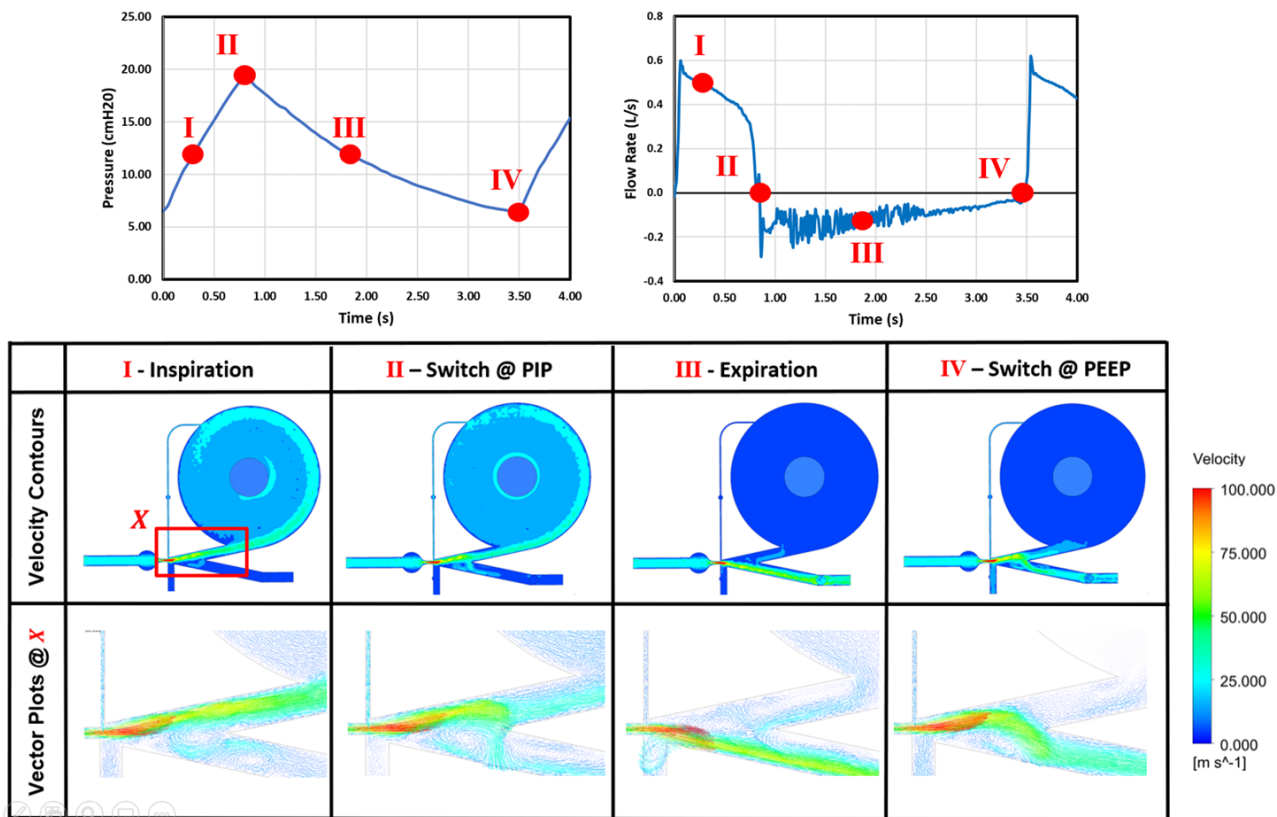 25.00
20.00
15.00
10.00
5.00
0.00
Pressure (cmH20)
I
II
III
IV
0.00 0.50 1.00 1.50 2.00 2.50 3.00 3.50 4.00
Time (s)
0.8
0.6
0.4
0.2
0.0
-0.2
-0.4
Flow Rate (L/s)
I
II
III
IV
0.00 0.50 1.00 1.50 2.00 2.50 3.00 3.50 4.00
Time (s)
I - Inspiration
II – Switch @ PIP
III - Expiration
IV – Switch @ PEEP
Velocity Contours
X
Vector Plots @ X
Velocity
100.000
75.000
50.000
25.000
0.000
[m s^-1]